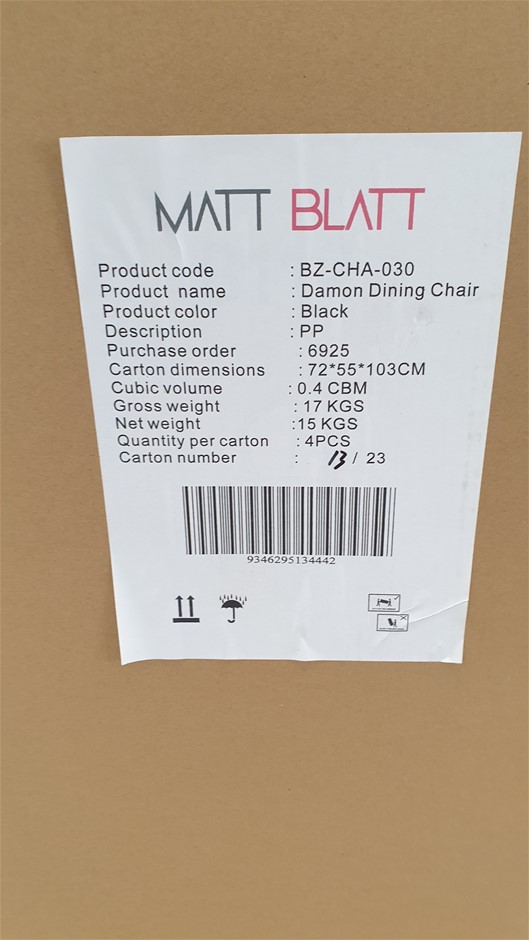 MATT BLATT
Product code : BZ-CHA-030
Product name : Damon Dining Chair
Product color : Black
Description : PP
Purchase order : 6925
Carton dimensions : 72*55*103CM
Cubic volume : 0.4 CBM
Gross weight : 17 KGS
Net weight :15 KGS
Quantity per carton : 4PCS
Carton number : 13 / 23
9346295134442